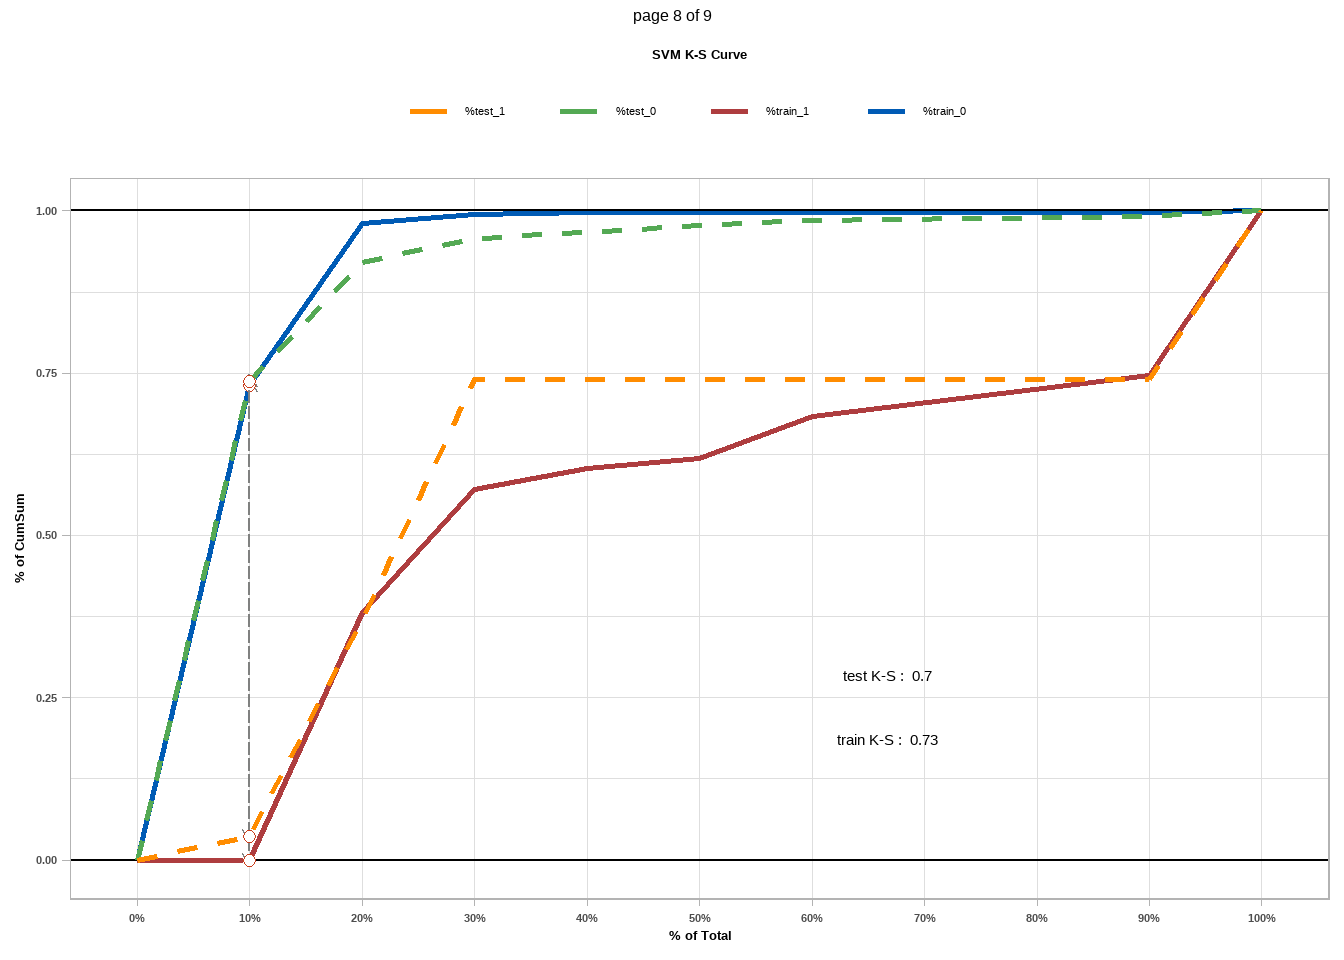 page 8 of 9
SVM K-S Curve
%test_1 %test_0 %train_1 %train_0
1.00
0.75
0.50
0.25
0.00
% of CumSum
test K-S : 0.7
train K-S : 0.73
0% 10% 20% 30% 40% 50% 60% 70% 80% 90% 100%
% of Total